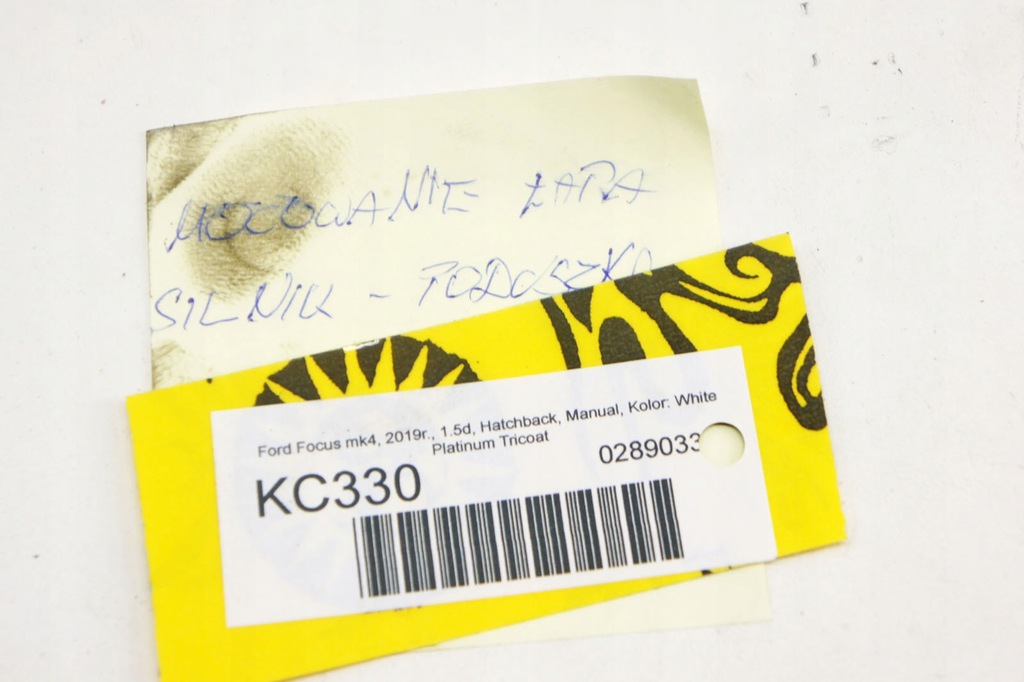 MOCOWANIE ŁAPA
SILNIK - PODUSZKA
Ford Focus mk4, 2019r., 1.5d, Hatchback, Manual, Kolor: White
Platinum Tricoat
0289033
KC330